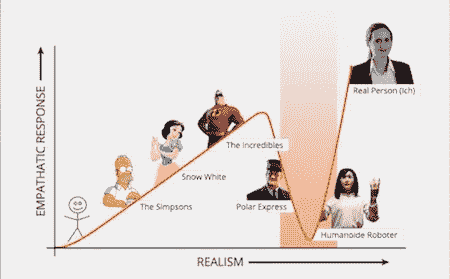 EMPATHATIC RESPONSE
Real Person (Ich)
The Incredibles
Snow White
The Simpsons
Polar Express
Humanoide Roboter
REALISM